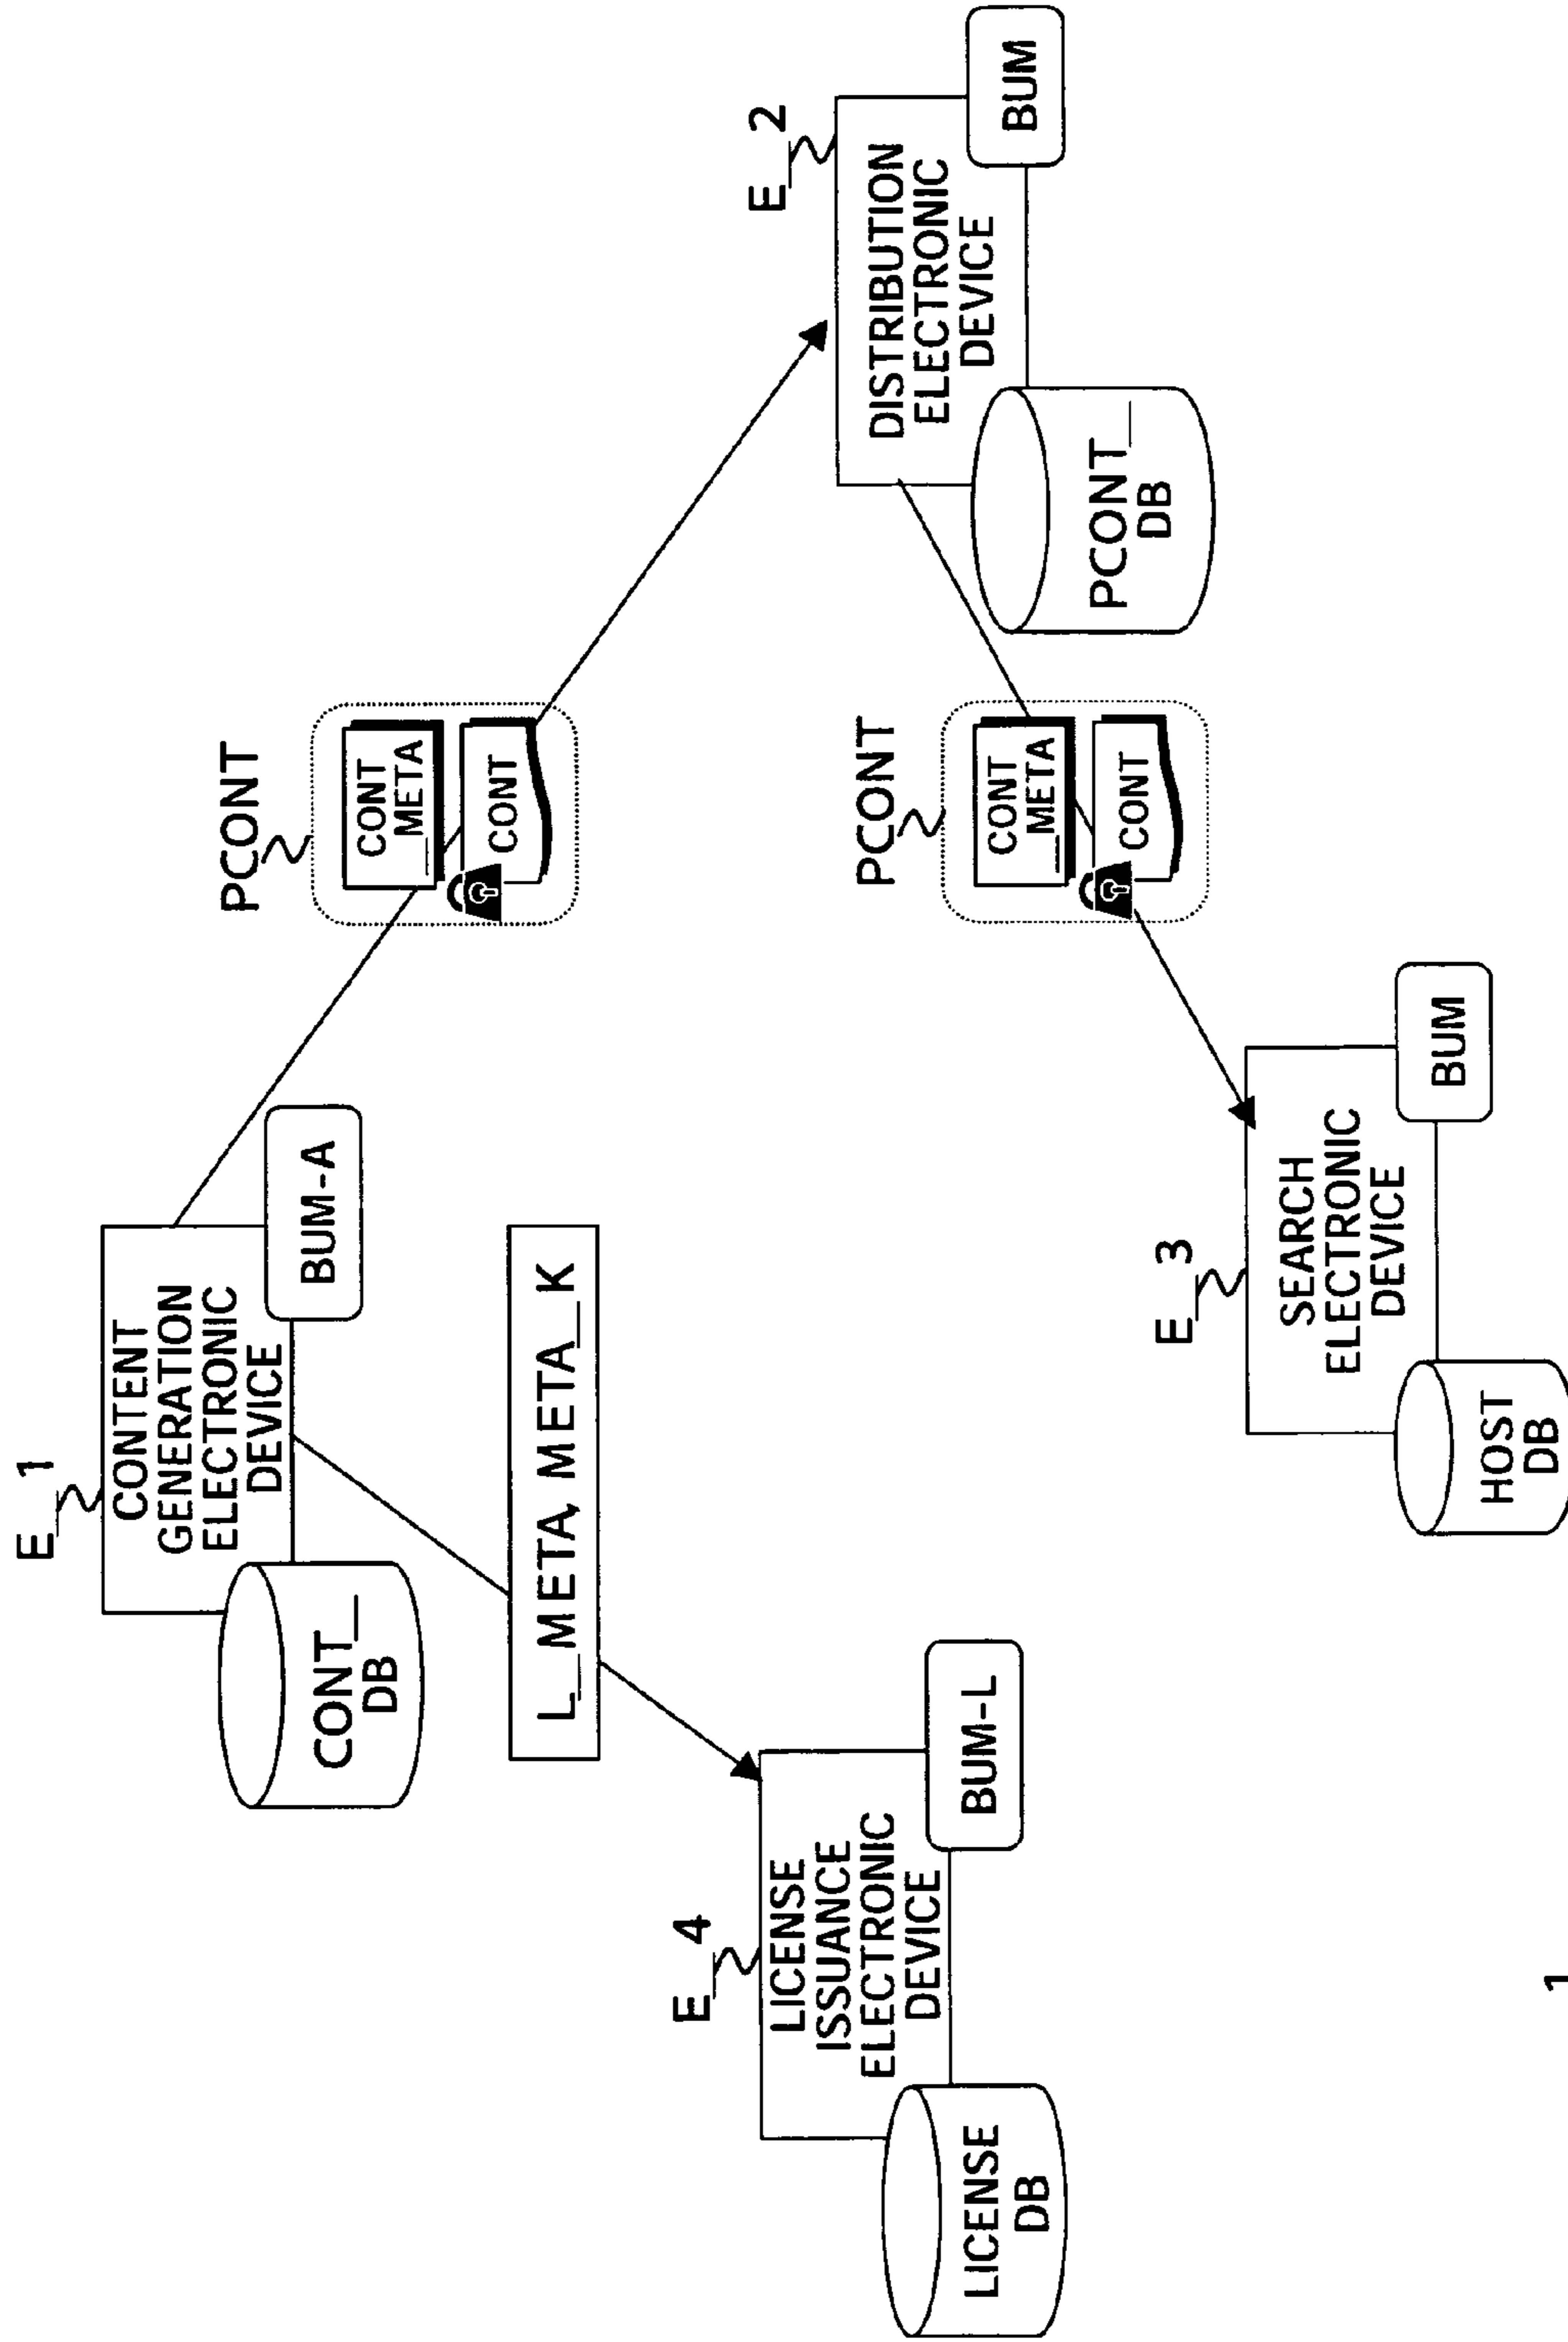 E_1
CONTENT
GENERATION
ELECTRONIC
DEVICE
CONT_
DB
BUM-A
PCONT
CONT
_META
CONT
L_META, META_K
E_4
LICENSE
ISSUANCE
ELECTRONIC
DEVICE
LICENSE
DB
BUM-L
E_2
DISTRIBUTION
ELECTRONIC
DEVICE
PCONT_
DB
BUM
PCONT
CONT
_META
CONT
E_3
SEARCH
ELECTRONIC
DEVICE
HOST
DB
BUM
1